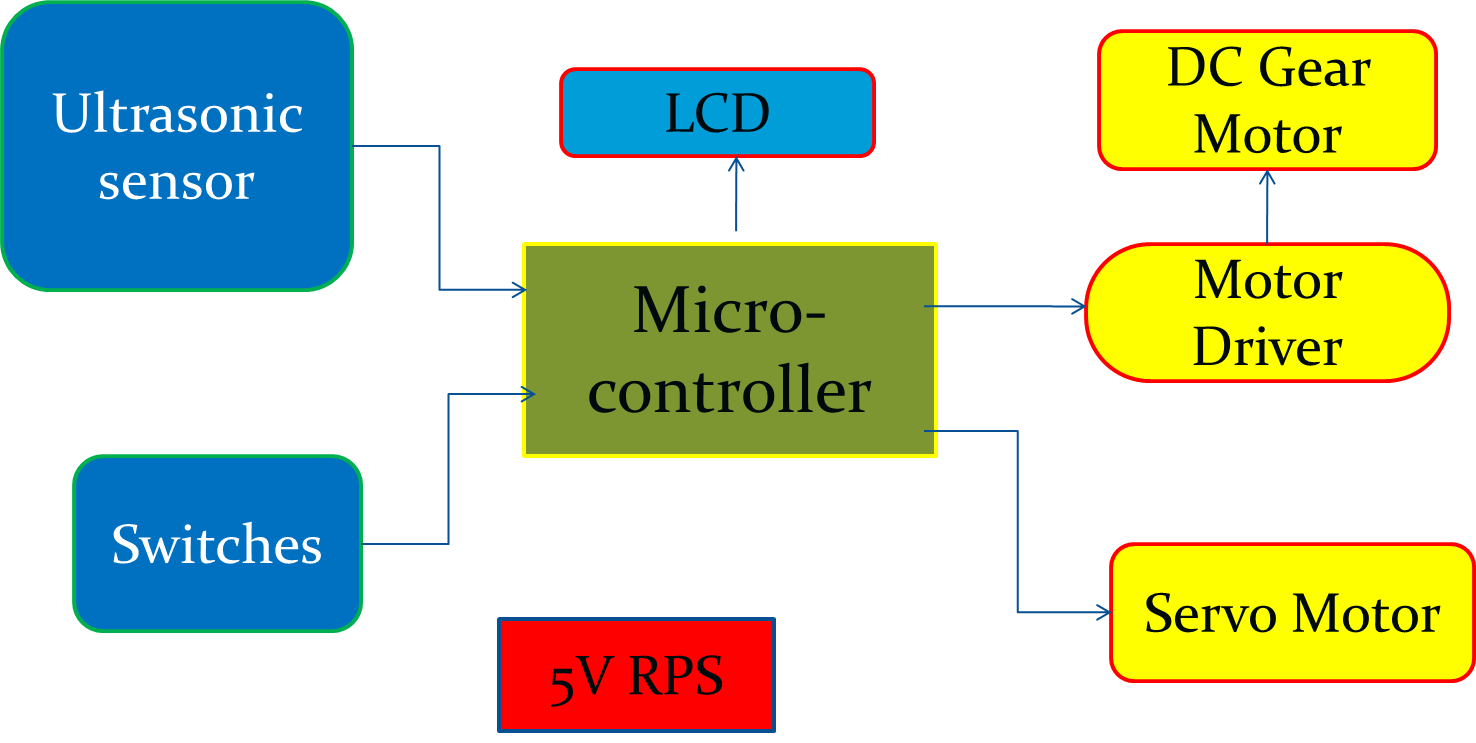 Ultrasonic
sensor
LCD
DC Gear
Motor
Micro-
controller
Motor
Driver
Switches
Servo Motor
5V RPS